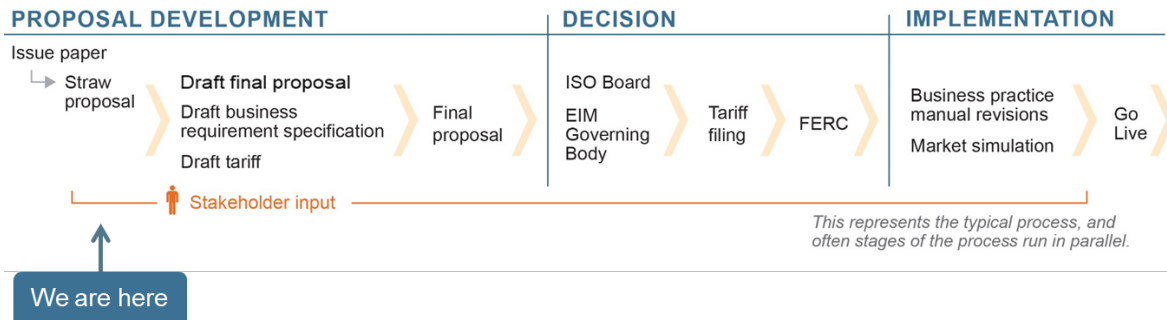 PROPOSAL DEVELOPMENT
Issue paper
Straw
proposal
Draft final proposal
Draft business
requirement specification
Draft tariff
Final
proposal
DECISION
ISO Board
EIM
Governing
Body
Tariff
filing
FERC
IMPLEMENTATION
Business practice
manual revisions
Market simulation
Go
Live
Stakeholder input
This represents the typical process, and
often stages of the process run in parallel.
We are here